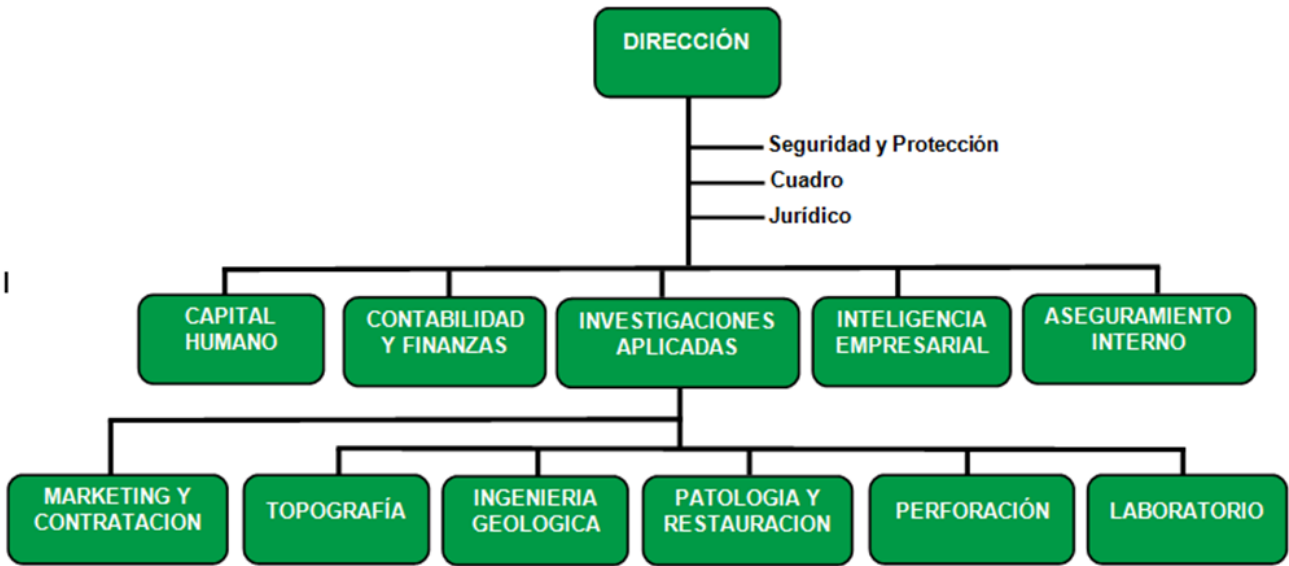 DIRECCIÓN
Seguridad y Protección
Cuadro
Jurídico
CAPITAL
HUMANO
CONTABILIDAD
Y FINANZAS
INVESTIGACIONES
APLICADAS
INTELIGENCIA
EMPRESARIAL
ASEGURAMIENTO
INTERNO
MARKETING Y
CONTRATACION
TOPOGRAFÍA
INGENIERIA
GEOLOGICA
PATOLOGIA Y
RESTAURACION
PERFORACIÓN
LABORATORIO